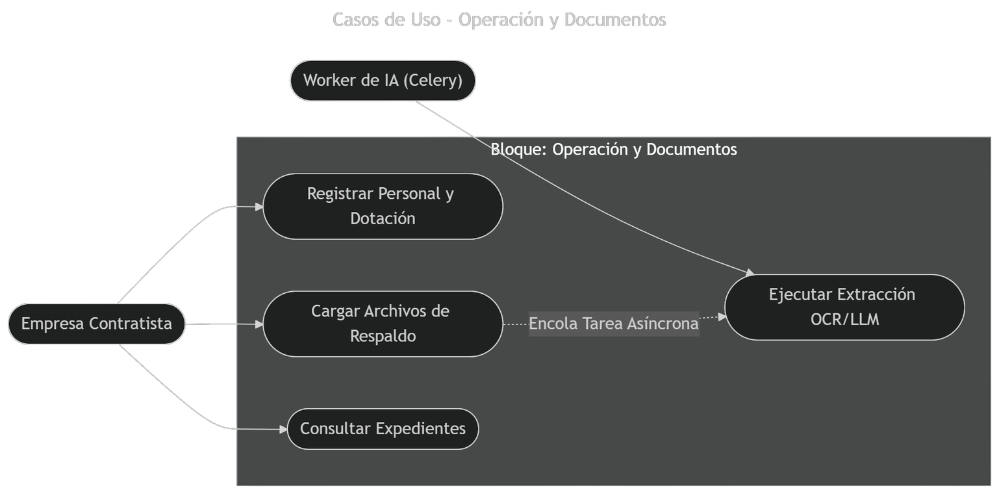 Casos de Uso - Operación y Documentos
Worker de IA (Celery)
Bloque: Operación y Documentos
Registrar Personal y
Dotación
Empresa Contratista
Cargar Archivos de
Respaldo
Encola Tarea Asíncrona
Ejecutar Extracción
OCR/LLM
Consultar Expedientes